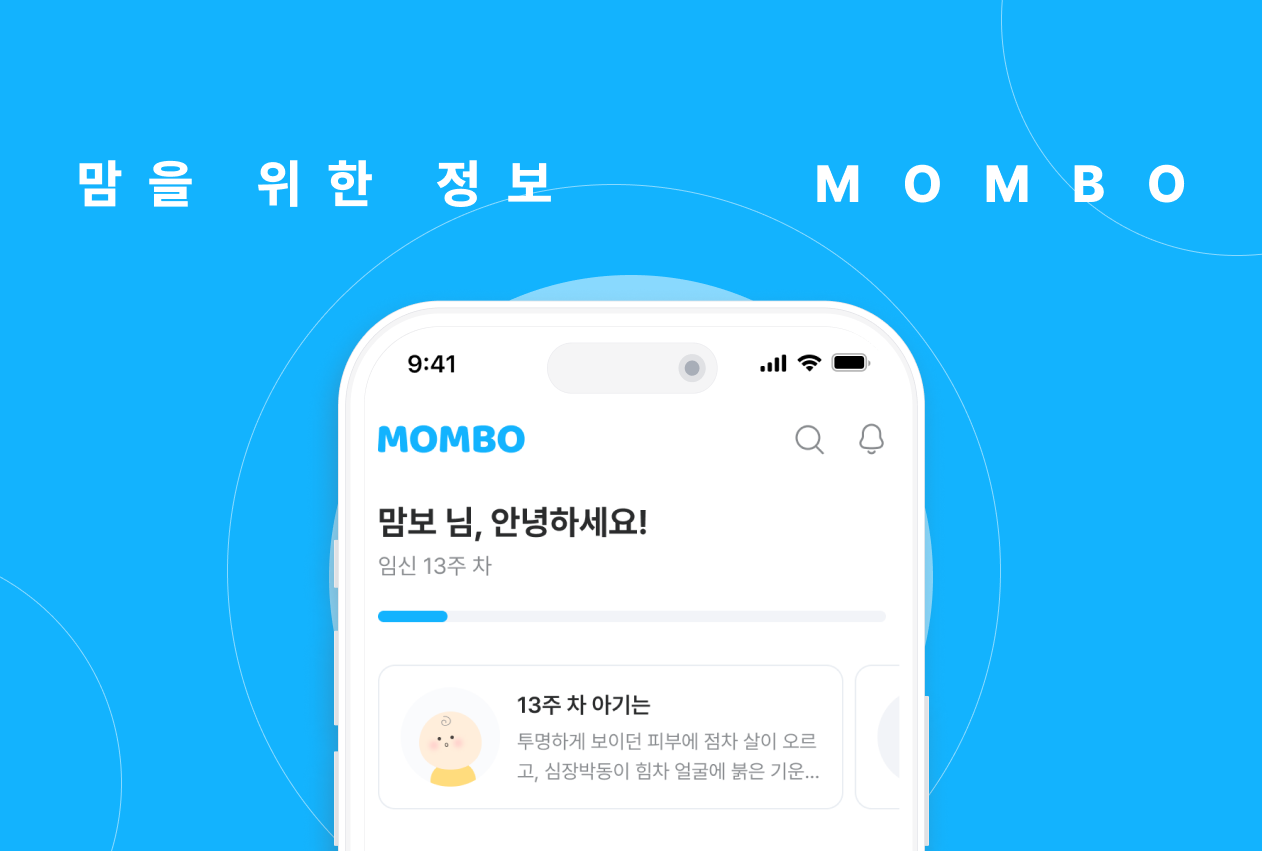 맘을 위한 정보 MOMBO
9:41
MOMBO
맘보 님, 안녕하세요!
임신 13주 차
13주 차 아기는
투명하게 보이던 피부에 점차 살이 오르
고, 심장박동이 힘차 얼굴에 붉은 기운...